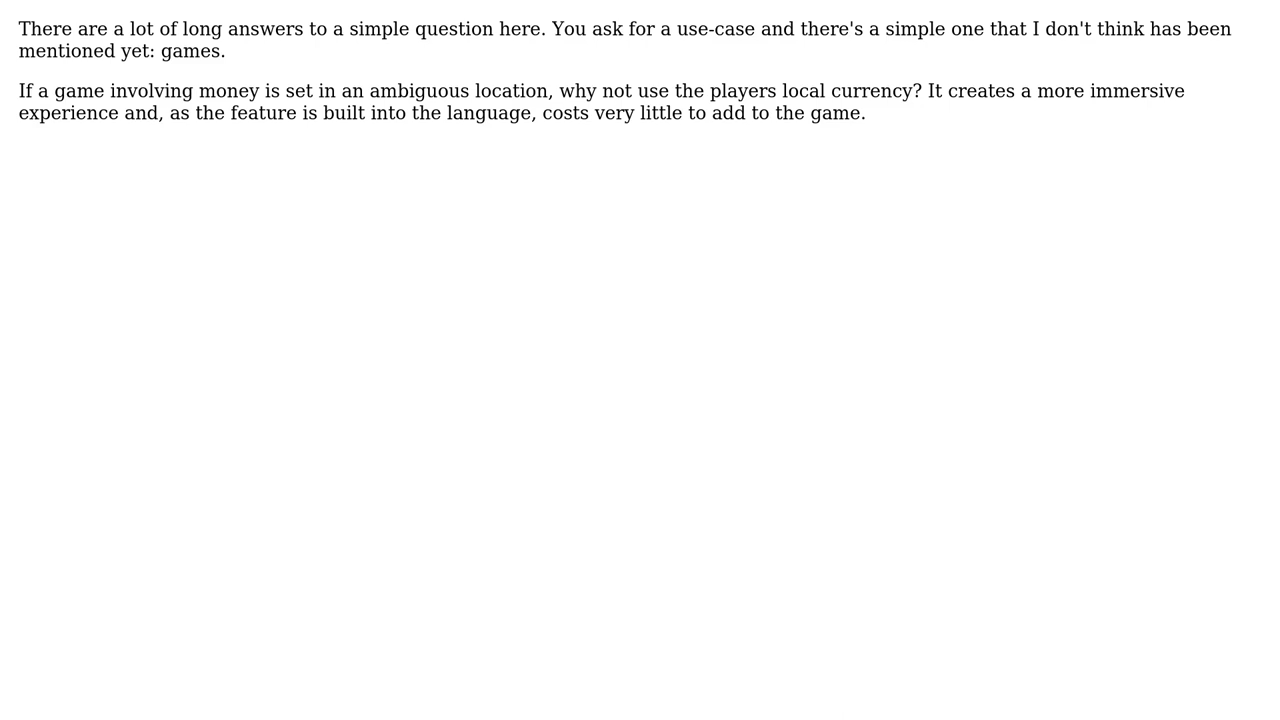 There are a lot of long answers to a simple question here. You ask for a use-case and there's a simple one that I don't think has been
mentioned yet: games.
If a game involving money is set in an ambiguous location, why not use the players local currency? It creates a more immersive
experience and, as the feature is built into the language, costs very little to add to the game.